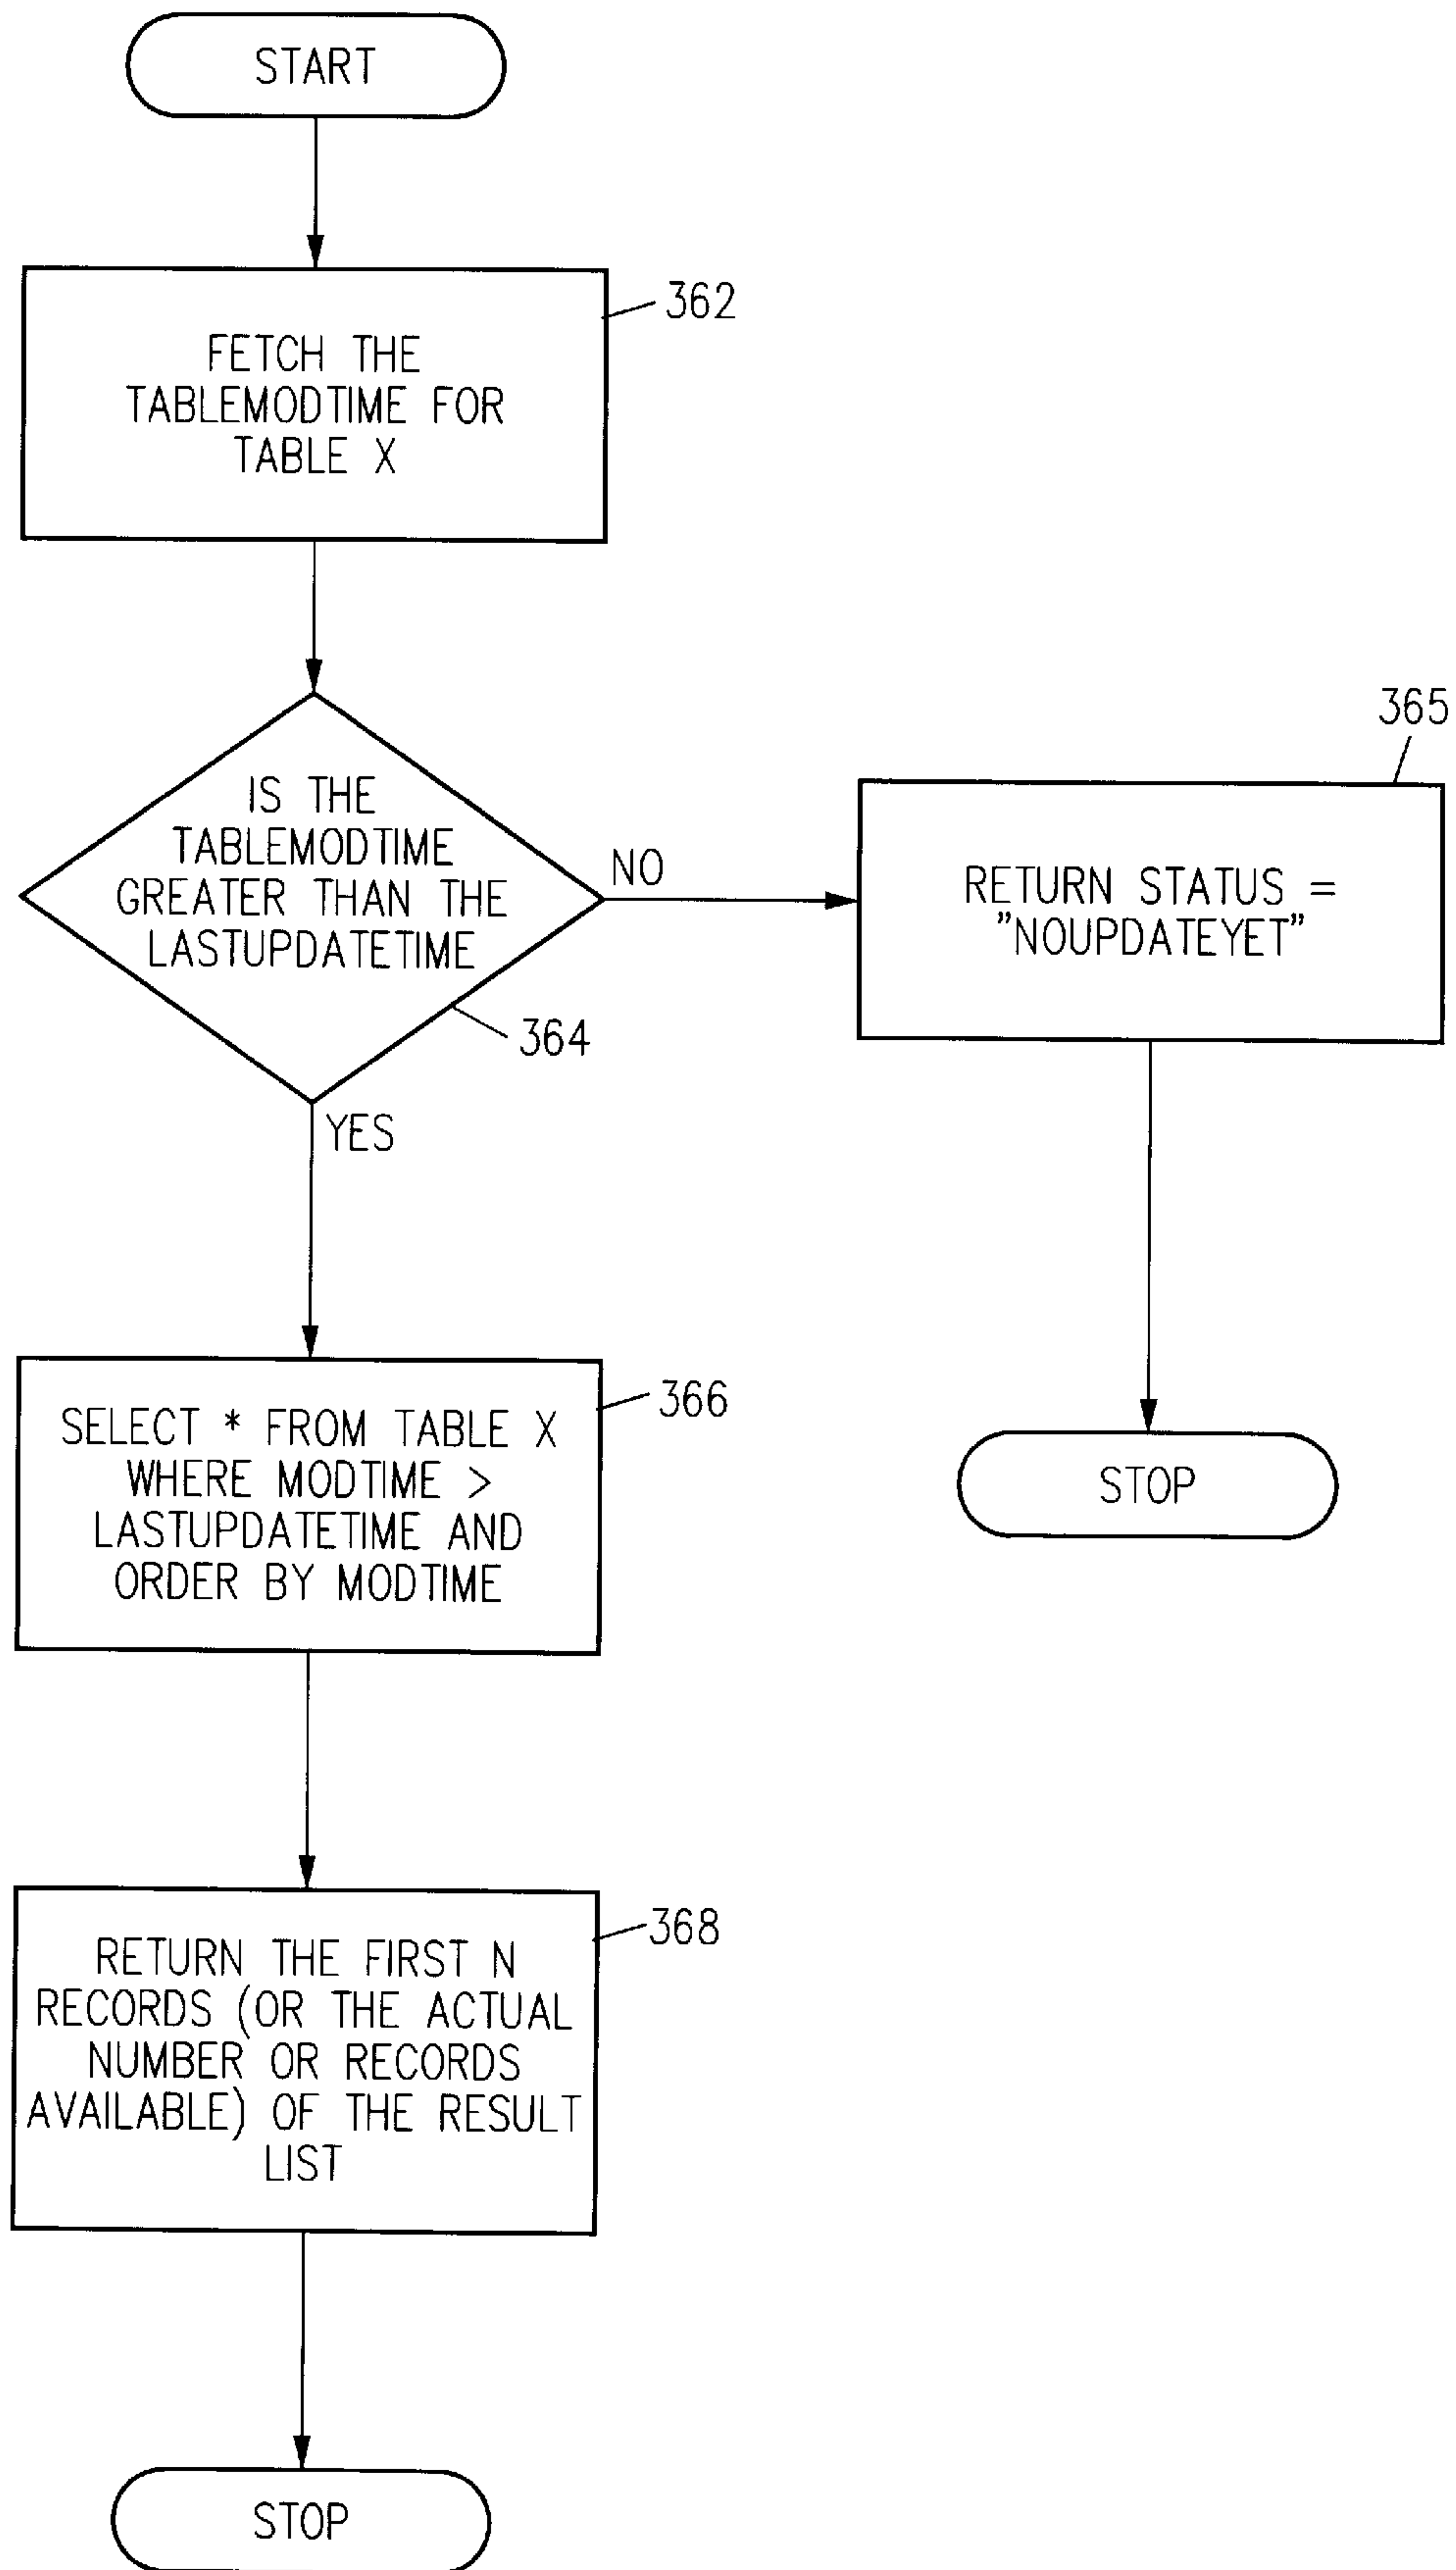 START
362
FETCH THE
TABLEMODTIME FOR
TABLE X
IS THE
TABLEMODTIME
GREATER THAN THE
LASTUPDATETIME
364
NO
365
RETURN STATUS =
"NOUPDATEYET"
STOP
YES
366
SELECT * FROM TABLE X
WHERE MODTIME >
LASTUPDATETIME AND
ORDER BY MODTIME
368
RETURN THE FIRST N
RECORDS (OR THE ACTUAL
NUMBER OR RECORDS
AVAILABLE) OF THE RESULT
LIST
STOP